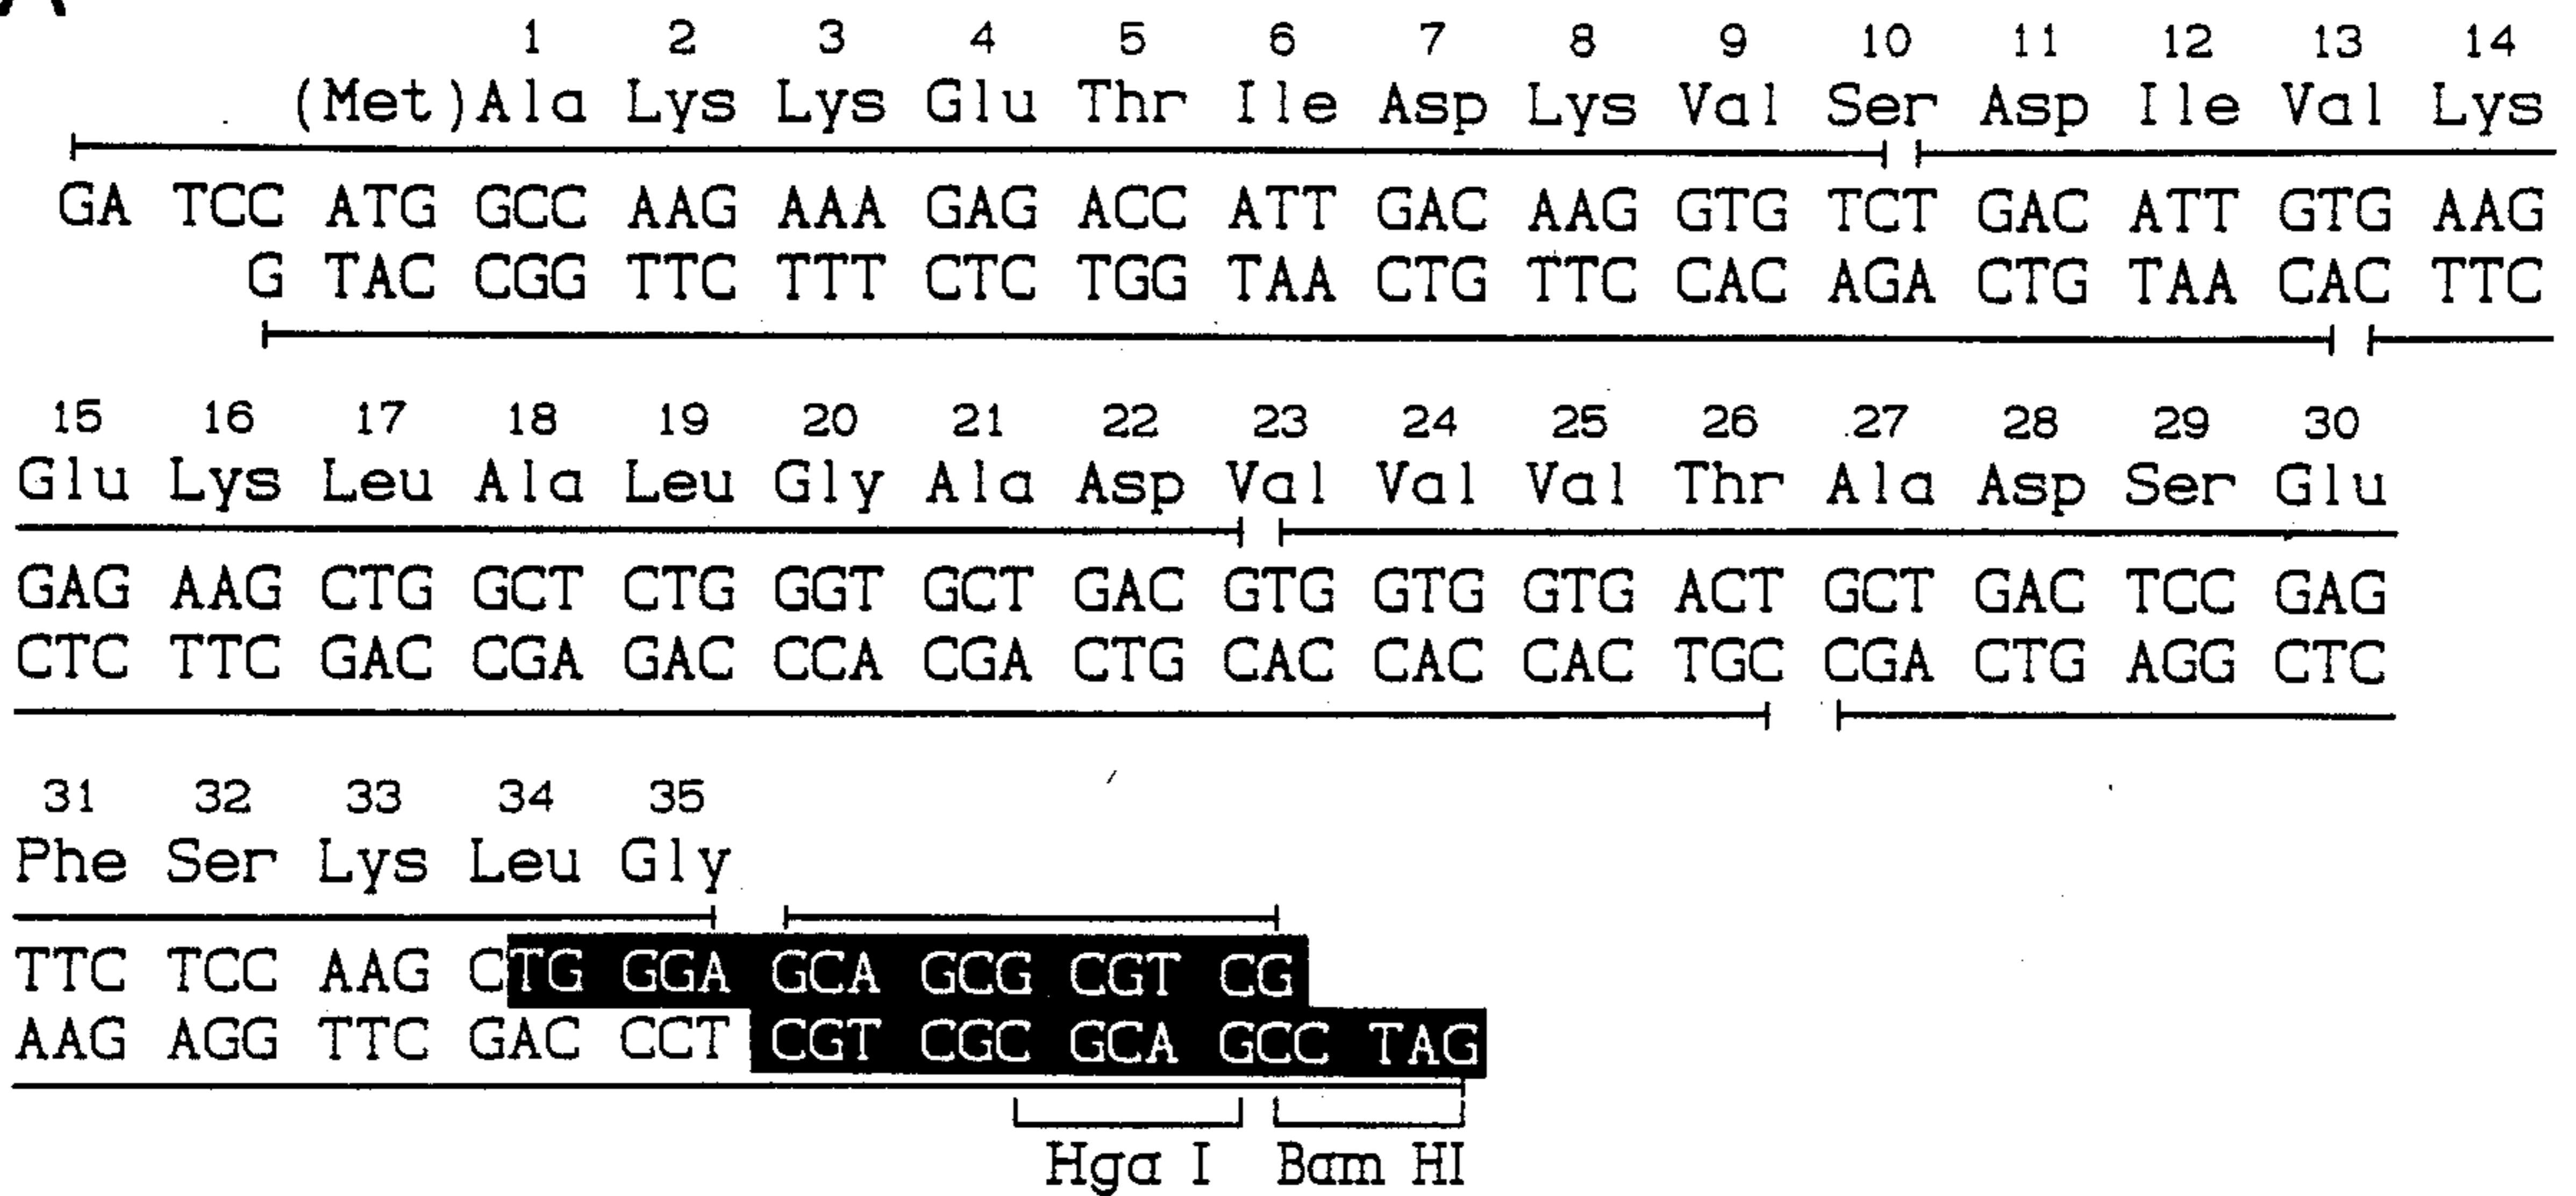 A
1 2 3 4 5 6 7 8 9 10 11 12 13 14
(Met)Ala Lys Lys Glu Thr Ile Asp Lys Val Ser Asp Ile Val Lys
GA TCC ATG GCC AAG AAA GAG ACC ATT GAC AAG GTG TCT GAC ATT GTG AAG
G TAC CGG TTC TTT CTC TGG TAA CTG TTC CAC AGA CTG TAA CAC TTC
15 16 17 18 19 20 21 22 23 24 25 26 27 28 29 30
Glu Lys Leu Ala Leu Gly Ala Asp Val Val Val Thr Ala Asp Ser Glu
GAG AAG CTG GCT CTG GGT GCT GAC GTG GTG GTG ACT GCT GAC TCC GAG
CTC TTC GAC CGA GAC CCA CGA CTG CAC CAC CAC TGC CGA CTG AGG CTC
31 32 33 34 35
Phe Ser Lys Leu Gly
TTC TCC AAG CTG GGA GCA GCG CGT CG
AAG AGG TTC GAC CCT CGT CGC GCA GCC TAG
Hga I Bam HI